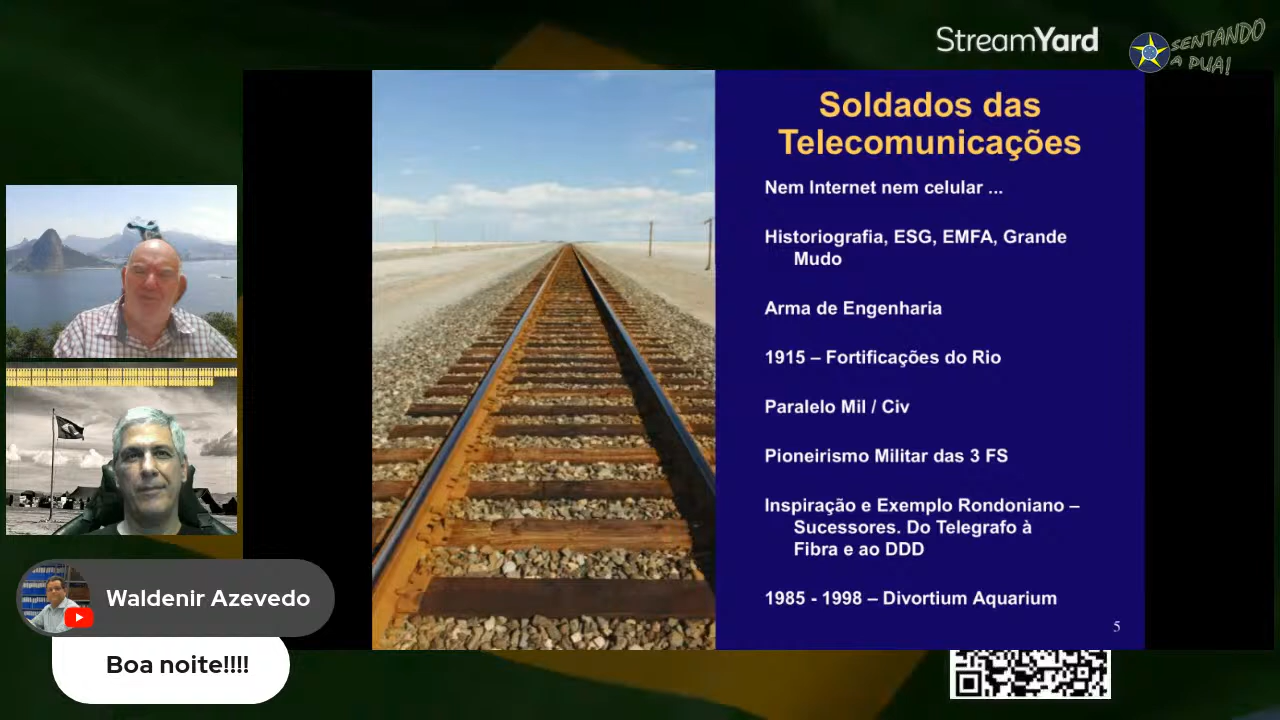 StreamYard
SENTANDO
A PUA!
Soldados das
Telecomunicações
Nem Internet nem celular ...
Historiografia, ESG, EMFA, Grande
Mudo
Arma de Engenharia
1915 – Fortificações do Rio
Paralelo Mil / Civ
Pioneirismo Militar das 3 FS
Inspiração e Exemplo Rondoniano –
Sucessores. Do Telegrafo à
Fibra e ao DDD
1985 - 1998 – Divortium Aquarium
5
Waldenir Azevedo
Boa noite!!!!